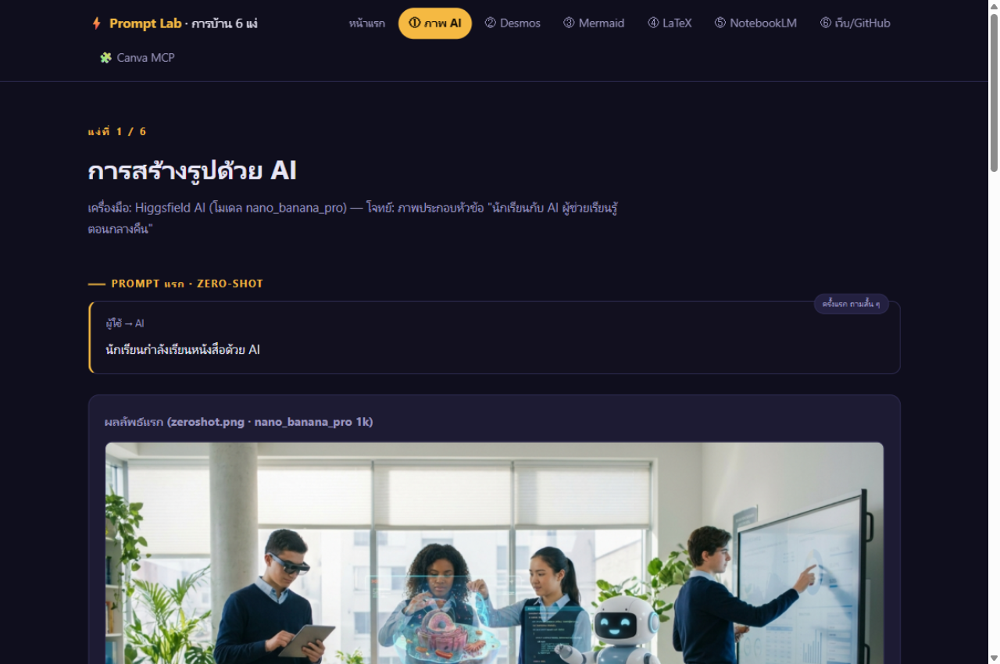 Prompt Lab · การบ้าน 6 แง่
หน้าแรก
① ภาพ AI
② Desmos
③ Mermaid
④ LaTeX
⑤ NotebookLM
⑥ เว็บ/GitHub
Canva MCP
แง่ที่ 1 / 6
การสร้างรูปด้วย AI
เครื่องมือ: Higgsfield AI (โมเดล nano_banana_pro) — โจทย์: ภาพประกอบหัวข้อ "นักเรียนกับ AI ผู้ช่วยเรียนรู้
ตอนกลางคืน"
PROMPT แรก · ZERO-SHOT
ครั้งแรก ถามสั้น ๆ
ผู้ใช้ → AI
นักเรียนกำลังเรียนหนังสือด้วย AI
ผลลัพธ์แรก (zeroshot.png · nano_banana_pro 1k)